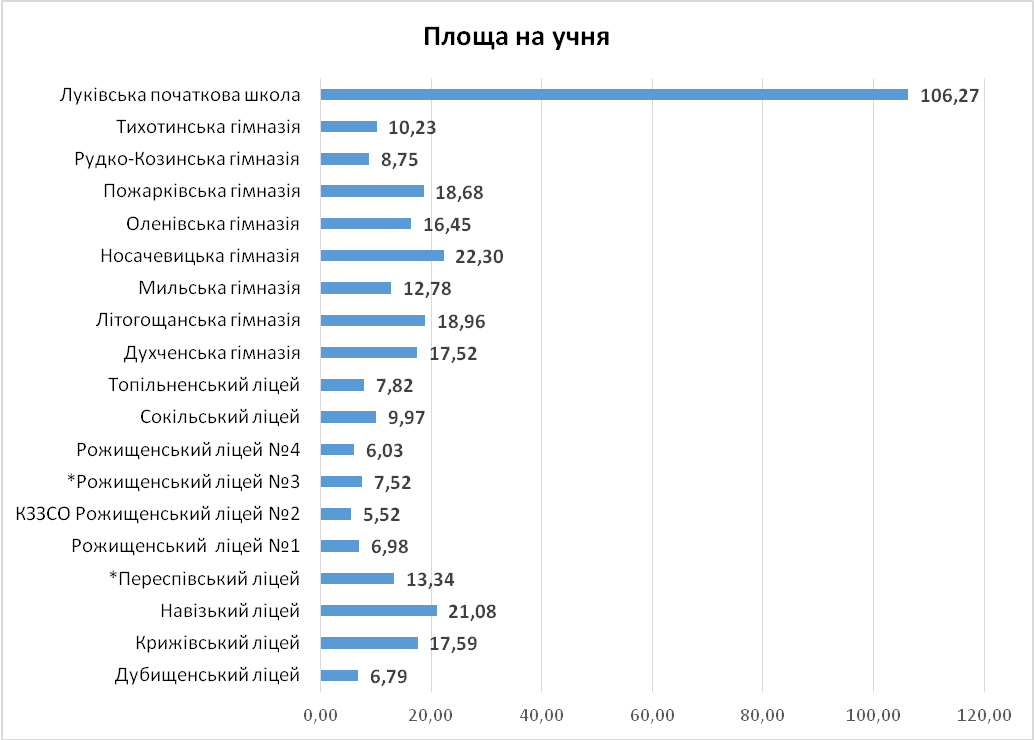 Площа на учня
Луківська початкова школа 106,27
Тихотинська гімназія 10,23
Рудко-Козинська гімназія 8,75
Пожарківська гімназія 18,68
Оленівська гімназія 16,45
Носачевицька гімназія 22,30
Мильська гімназія 12,78
Літогощанська гімназія 18,96
Духченська гімназія 17,52
Топільненський ліцей 7,82
Сокільський ліцей 9,97
Рожищенський ліцей №4 6,03
*Рожищенський ліцей №3 7,52
КЗЗСО Рожищенський ліцей №2 5,52
Рожищенський  ліцей №1 6,98
*Переспівський ліцей 13,34
Навізький ліцей 21,08
Крижівський ліцей 17,59
Дубищенський ліцей 6,79
0,00 20,00 40,00 60,00 80,00 100,00 120,00